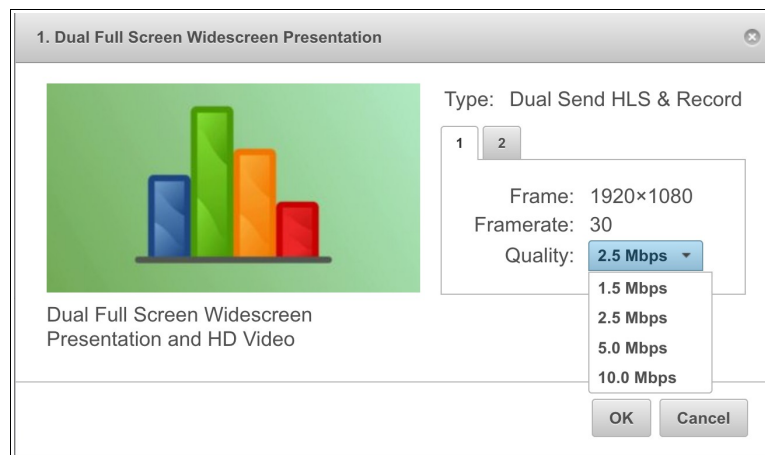 1. Dual Full Screen Widescreen Presentation
Type: Dual Send HLS & Record
1 2
Frame: 1920×1080
Framerate: 30
Quality: 2.5 Mbps
1.5 Mbps
2.5 Mbps
5.0 Mbps
10.0 Mbps
Dual Full Screen Widescreen
Presentation and HD Video
OK Cancel